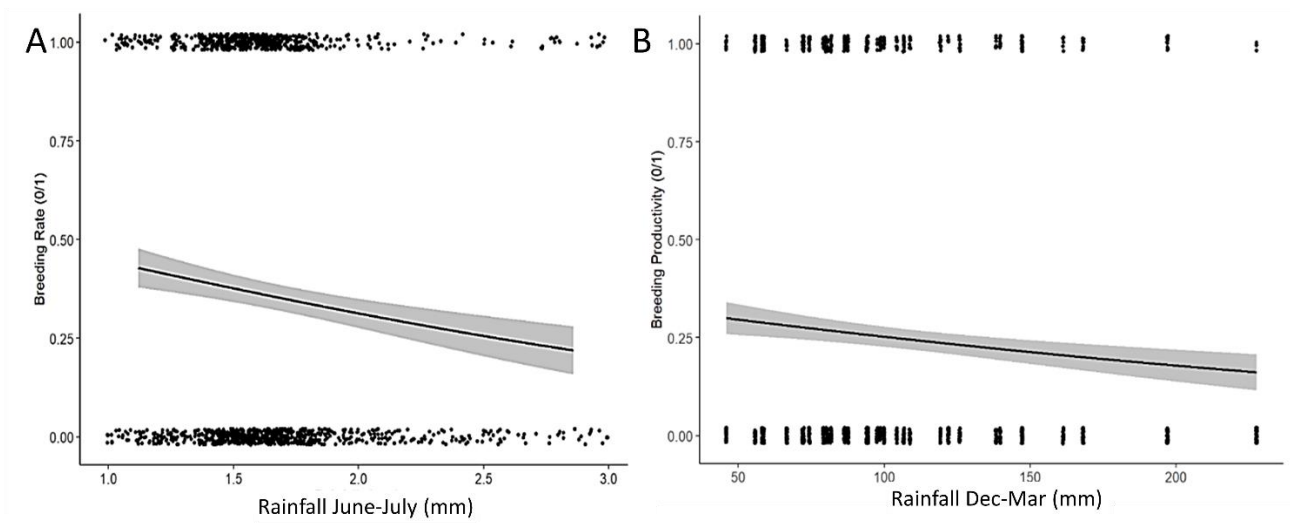 A
1.00
0.75
0.50
0.25
0.00
Breeding Rate (0/1)
1.0 1.5 2.0 2.5 3.0
Rainfall June-July (mm)
B
1.00
0.75
0.50
0.25
0.00
Breeding Productivity (0/1)
50 100 150 200
Rainfall Dec-Mar (mm)